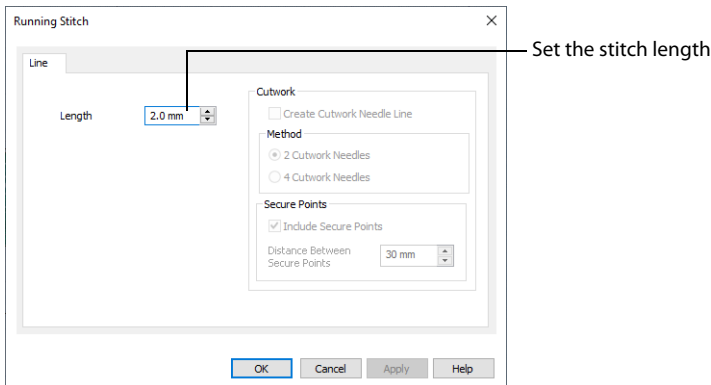 Running Stitch
Set the stitch length
Line
Length
2.0 mm
Cutwork
Create Cutwork Needle Line
Method
2 Cutwork Needles
4 Cutwork Needles
Secure Points
Include Secure Points
Distance Between
Secure Points
30 mm
OK
Cancel
Apply
Help